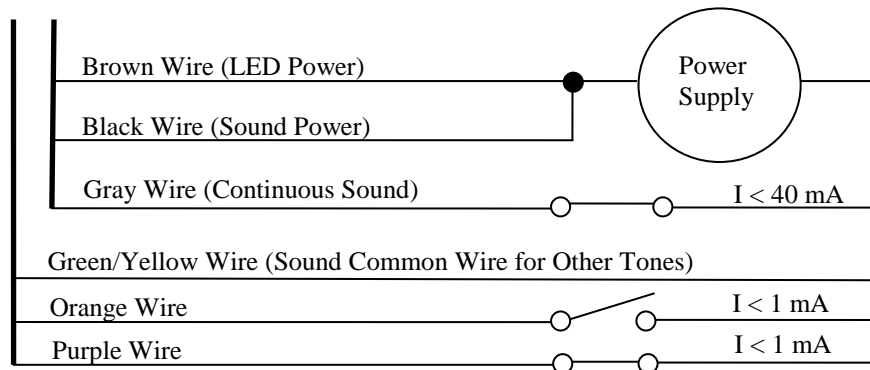 Brown Wire (LED Power)
Power
Supply
Black Wire (Sound Power)
Gray Wire (Continuous Sound)
I < 40 mA
Green/Yellow Wire (Sound Common Wire for Other Tones)
Orange Wire
I < 1 mA
Purple Wire
I < 1 mA